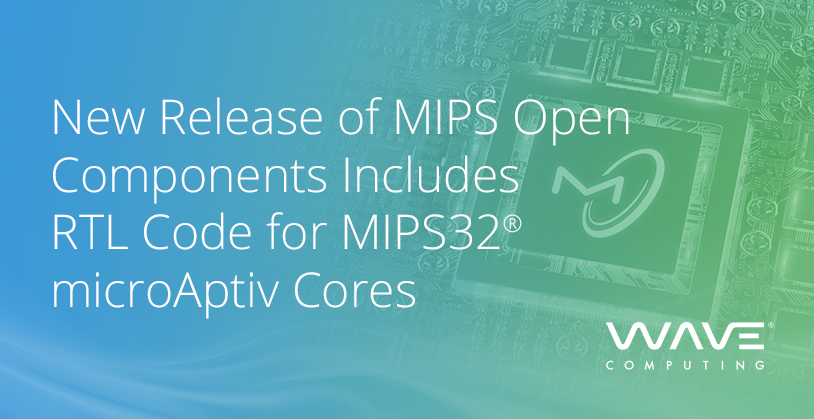 New Release of MIPS Open
Components Includes
RTL Code for MIPS32®
microAptiv Cores
WAVE®
COMPUTING